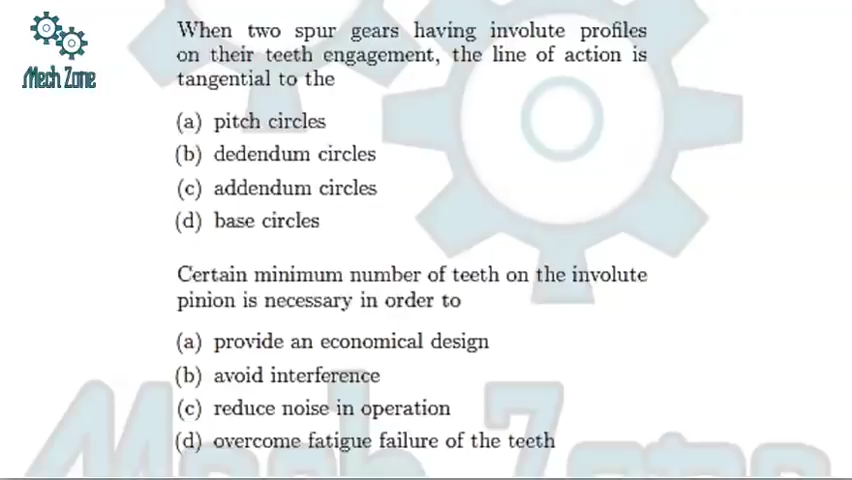 Mech Zone
When two spur gears having involute profiles
on their teeth engagement, the line of action is
tangential to the
(a) pitch circles
(b) dedendum circles
(c) addendum circles
(d) base circles
Certain minimum number of teeth on the involute
pinion is necessary in order to
(a) provide an economical design
(b) avoid interference
(c) reduce noise in operation
(d) overcome fatigue failure of the teeth
Mech Zone